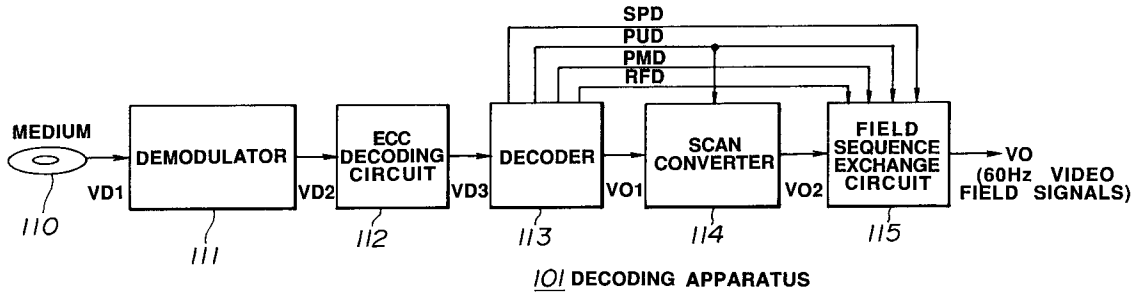 SPD
PUD
PMD
RFD
MEDIUM
DEMODULATOR
ECC
DECODING
CIRCUIT
DECODER
SCAN
CONVERTER
FIELD
SEQUENCE
EXCHANGE
CIRCUIT
VD1
VD2
VD3
VO1
VO2
VO
(60Hz VIDEO
FIELD SIGNALS)
110
111
112
113
114
115
101 DECODING APPARATUS